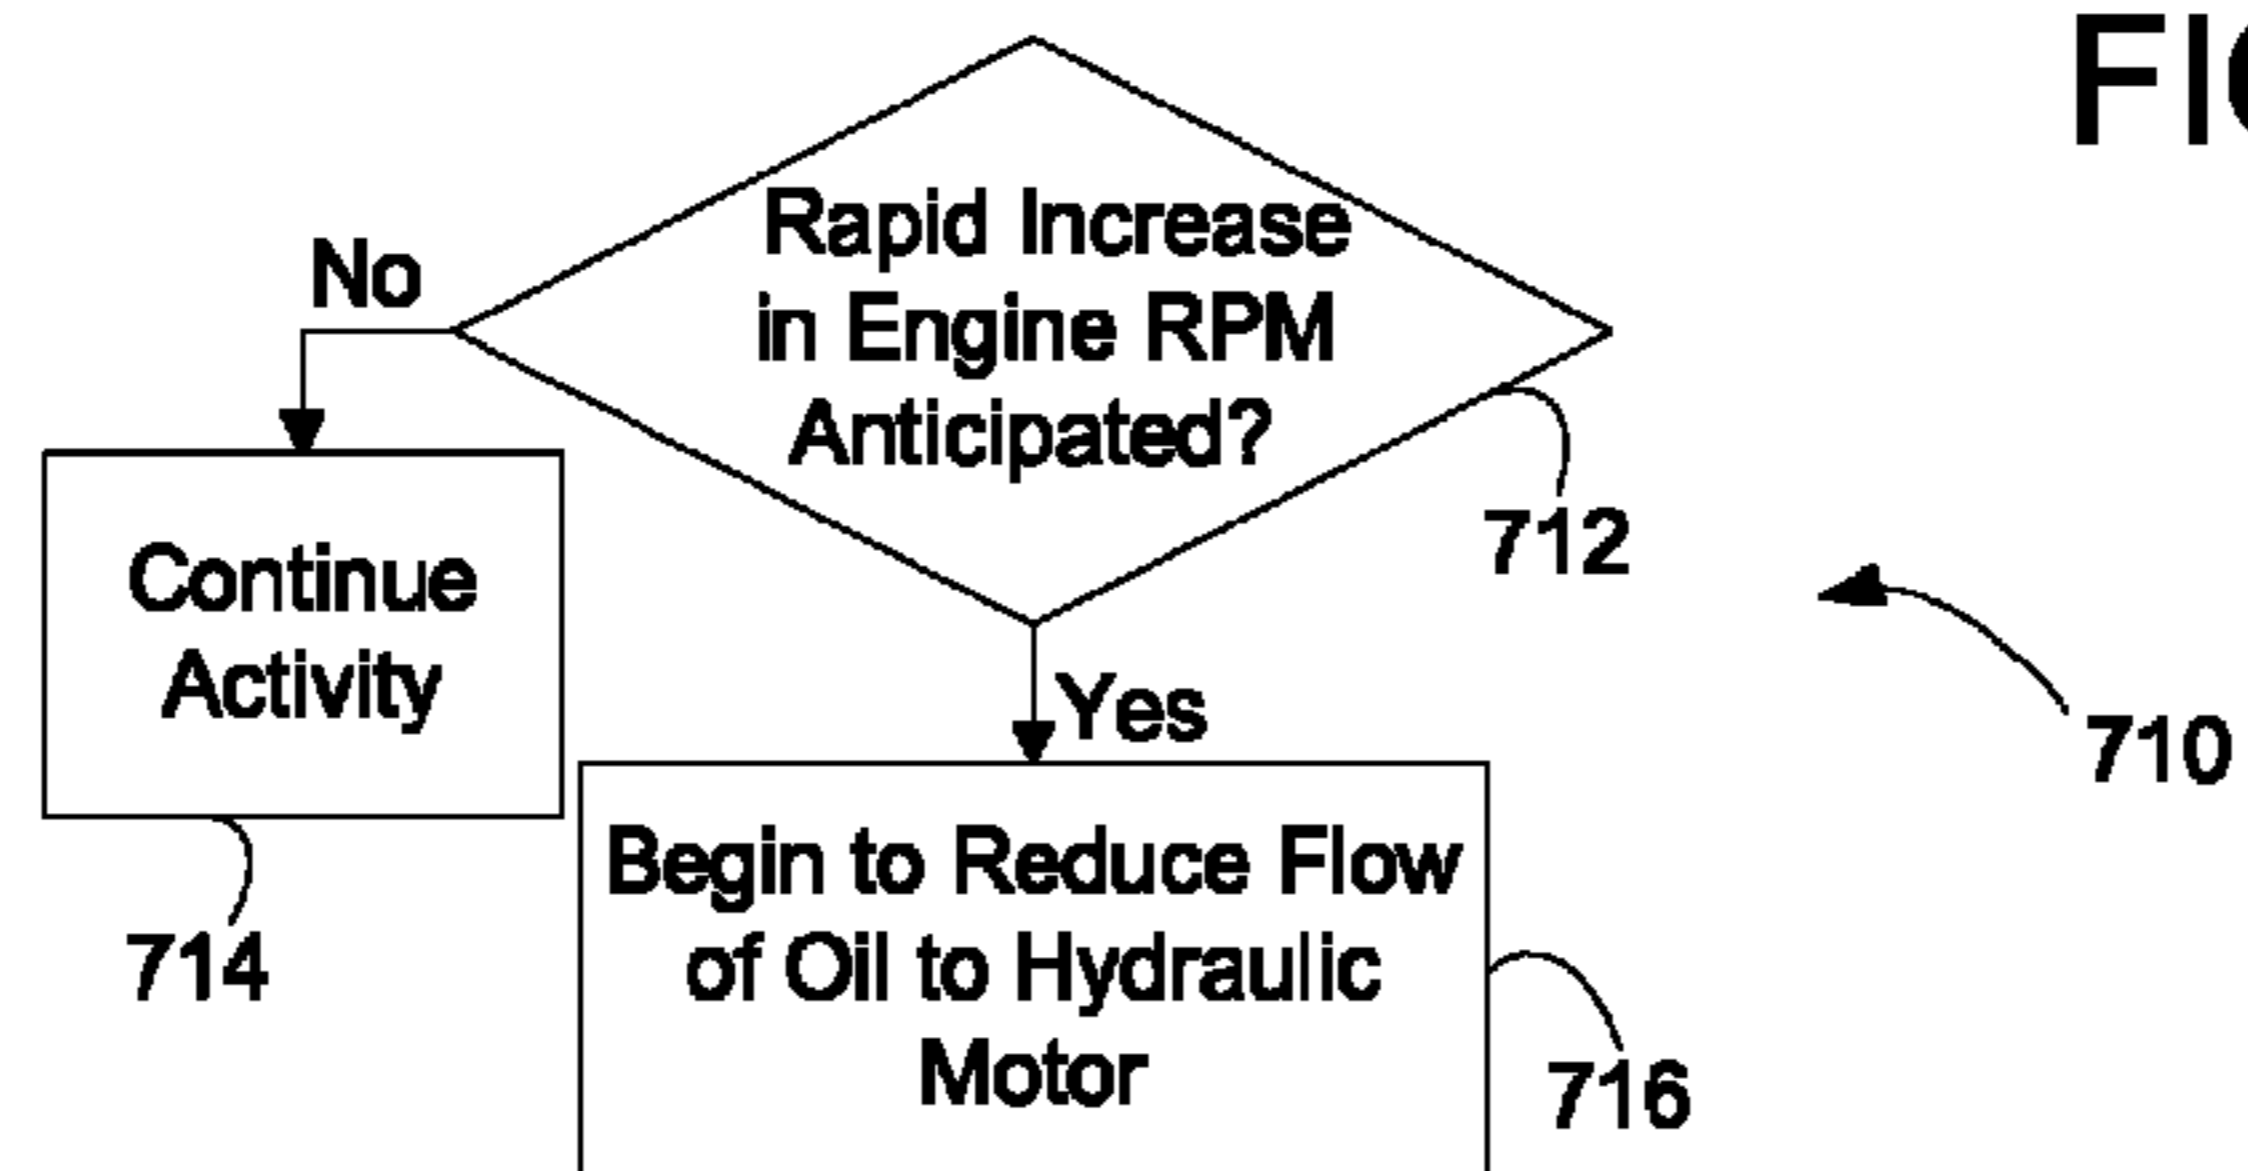 Rapid Increase
in Engine RPM
Anticipated?
No
712
Continue
Activity
Yes
710
714
Begin to Reduce Flow
of Oil to Hydraulic
Motor
716